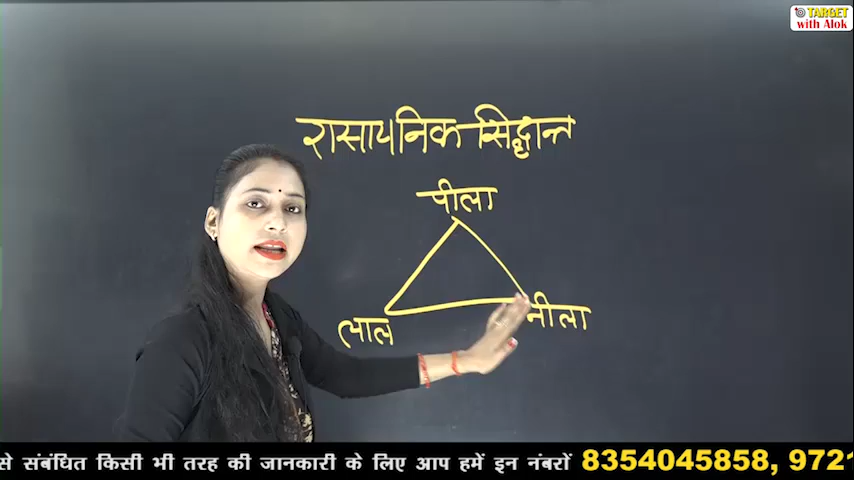 TARGET
with Alok
रासायनिक सिद्धान्त
पीला
लाल
नीला
से संबंधित किसी भी तरह की जानकारी के लिए आप हमें इन नंबरों 8354045858, 9721